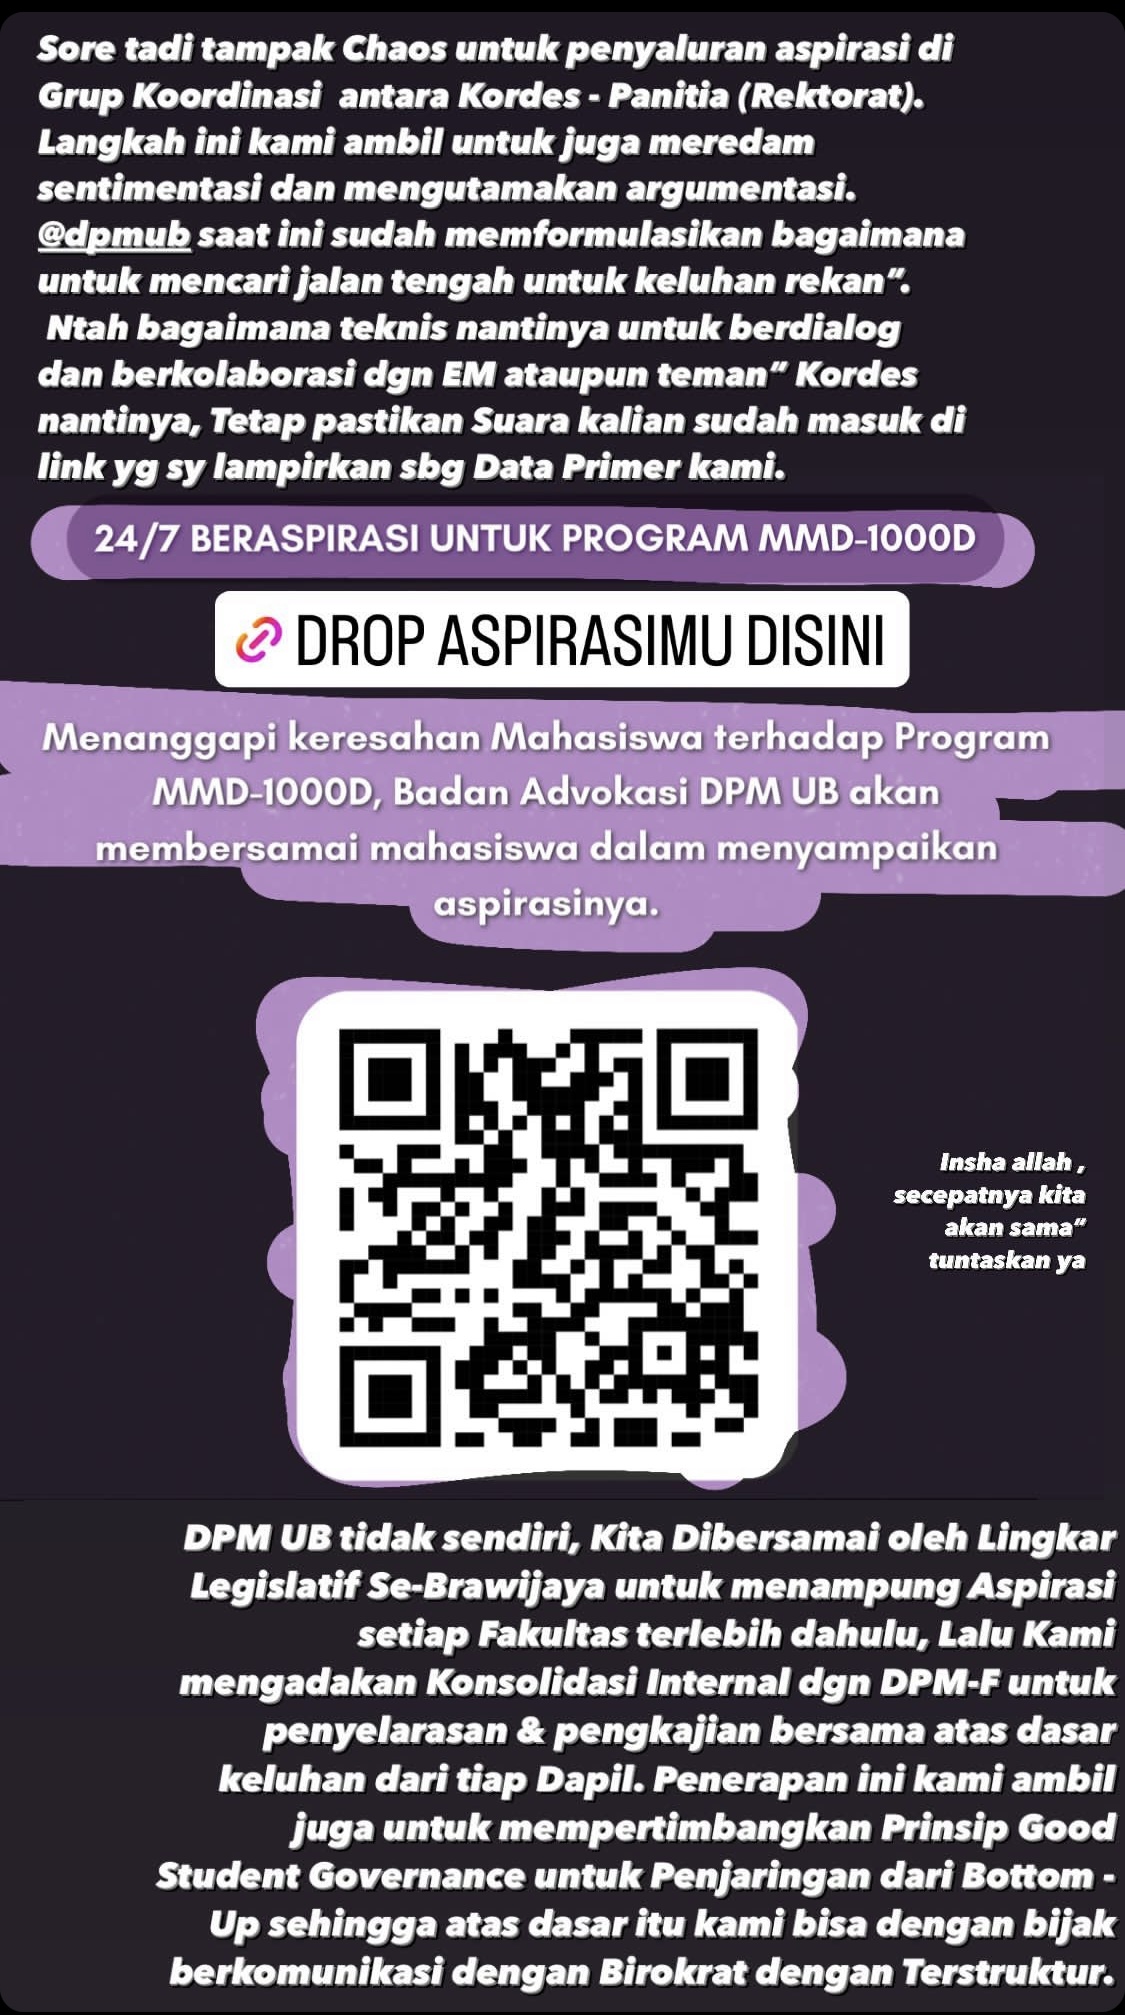 Sore tadi tampak Chaos untuk penyaluran aspirasi di
Grup Koordinasi antara Kordes - Panitia (Rektorat).
Langkah ini kami ambil untuk juga meredam
sentimentasi dan mengutamakan argumentasi.
@dpmub saat ini sudah memformulasikan bagaimana
untuk mencari jalan tengah untuk keluhan rekan".
Ntah bagaimana teknis nantinya untuk berdialog
dan berkolaborasi dgn EM ataupun teman" Kordes
nantinya, Tetap pastikan Suara kalian sudah masuk di
link yg sy lampirkan sbg Data Primer kami.
24/7 BERASPIRASI UNTUK PROGRAM MMD-1000D
DROP ASPIRASIMU DISINI
Menanggapi keresahan Mahasiswa terhadap Program
MMD-1000D, Badan Advokasi DPM UB akan
membersamai mahasiswa dalam menyampaikan
aspirasinya.
Insha allah ,
secepatnya kita
akan sama"
tuntaskan ya
DPM UB tidak sendiri, Kita Dibersamai oleh Lingkar
Legislatif Se-Brawijaya untuk menampung Aspirasi
setiap Fakultas terlebih dahulu, Lalu Kami
mengadakan Konsolidasi Internal dgn DPM-F untuk
penyelarasan & pengkajian bersama atas dasar
keluhan dari tiap Dapil. Penerapan ini kami ambil
juga untuk mempertimbangkan Prinsip Good
Student Governance untuk Penjaringan dari Bottom -
Up sehingga atas dasar itu kami bisa dengan bijak
berkomunikasi dengan Birokrat dengan Terstruktur.